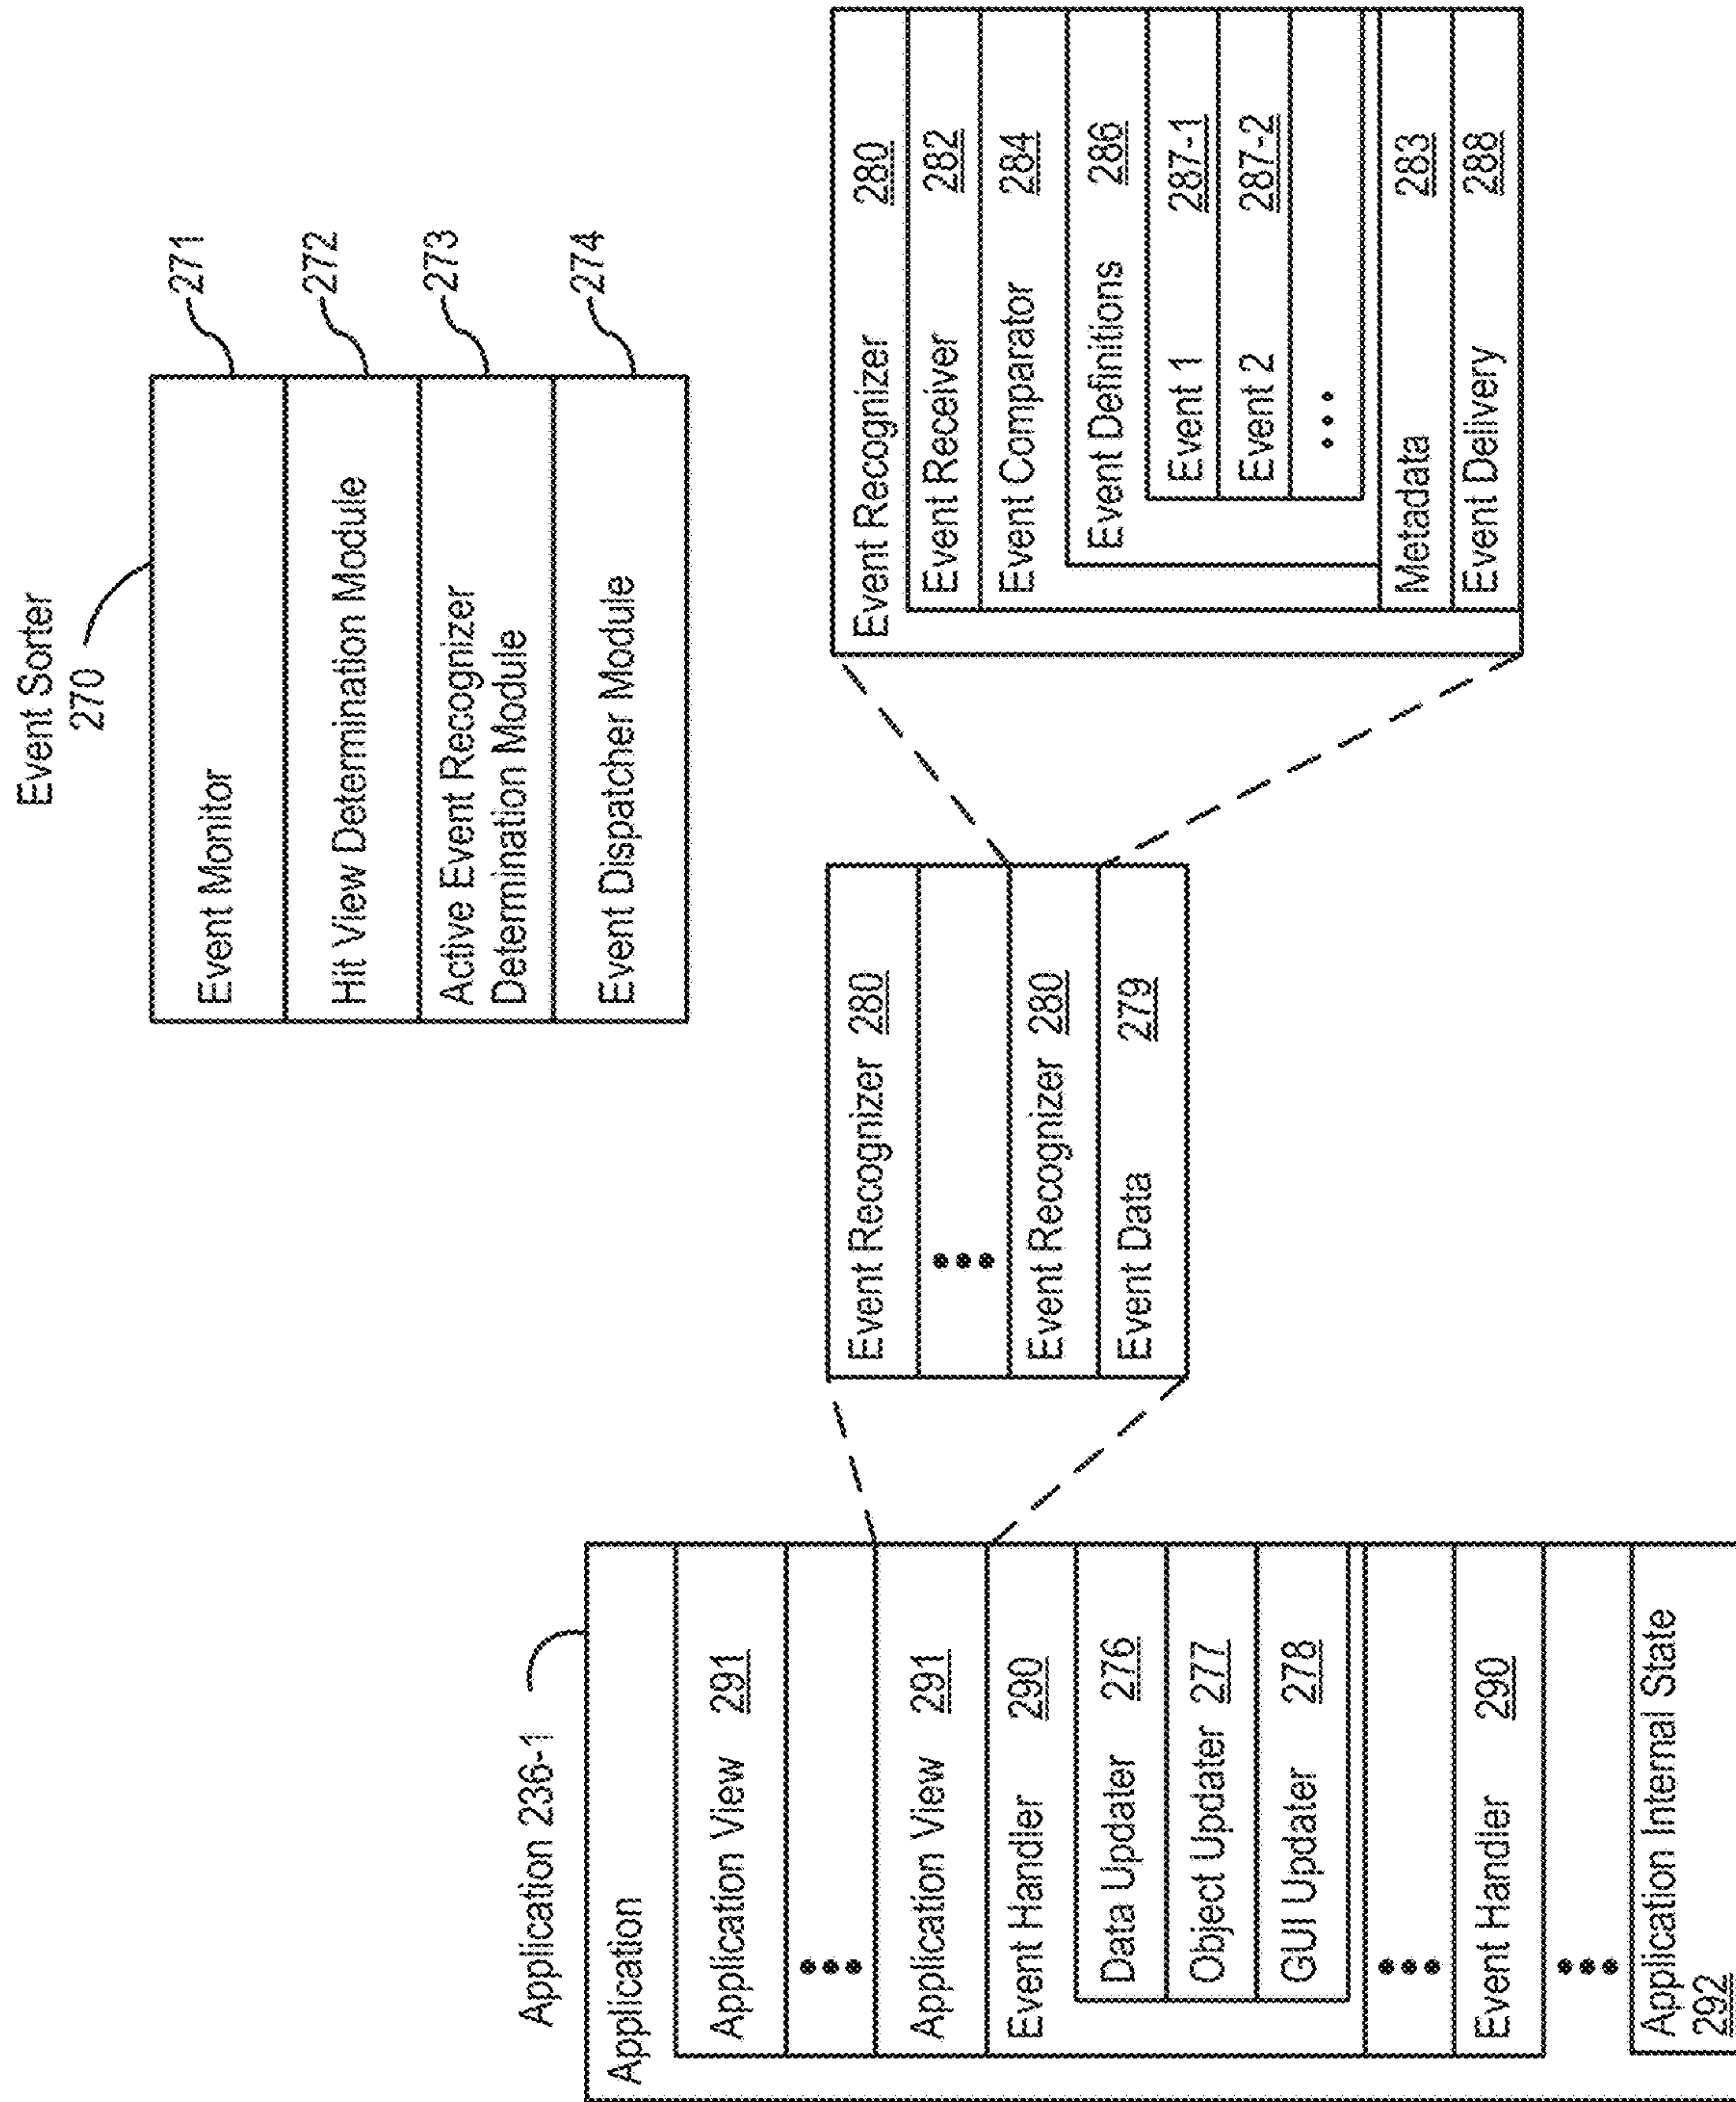 Event Sorter
270
Event Monitor
271
Hit View Determination Module
272
Active Event Recognizer
Determination Module
273
Event Dispatcher Module
274
Application 236-1
Application
Application View 291
Application View 291
Event Handler 290
Data Updater 276
Object Updater 277
GUI Updater 278
Event Handler 290
Application Internal State
292
Event Recognizer 280
Event Recognizer 280
Event Data 279
Event Recognizer 280
Event Receiver 282
Event Comparator 284
Event Definitions 286
Event 1 287-1
Event 2 287-2
Metadata 283
Event Delivery 288